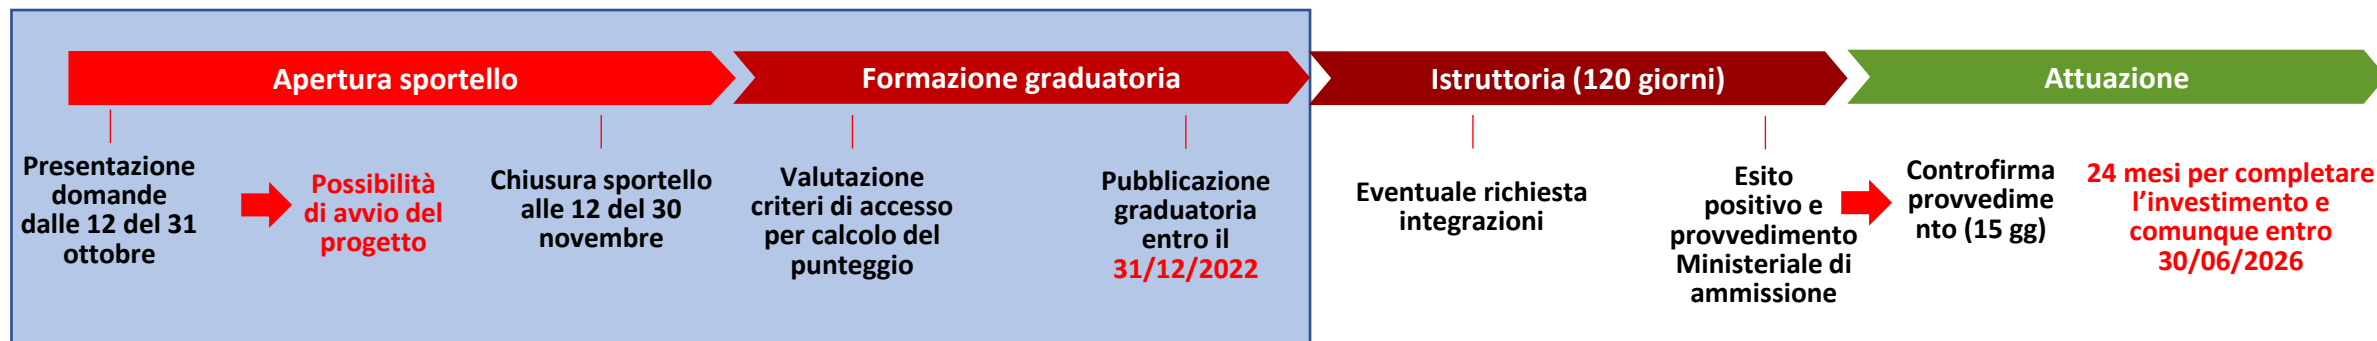 Apertura sportello
Formazione graduatoria
Istruttoria (120 giorni)
Attuazione
Presentazione
domande
dalle 12 del 31
ottobre
Possibilità
di avvio del
progetto
Chiusura sportello
alle 12 del 30
novembre
Valutazione
criteri di accesso
per calcolo del
punteggio
Pubblicazione
graduatoria
entro il
31/12/2022
Eventuale richiesta
integrazioni
Esito
positivo e
provvedimento
Ministeriale di
ammissione
Controfirma
provvedime
nto (15 gg)
24 mesi per completare
l’investimento e
comunque entro
30/06/2026